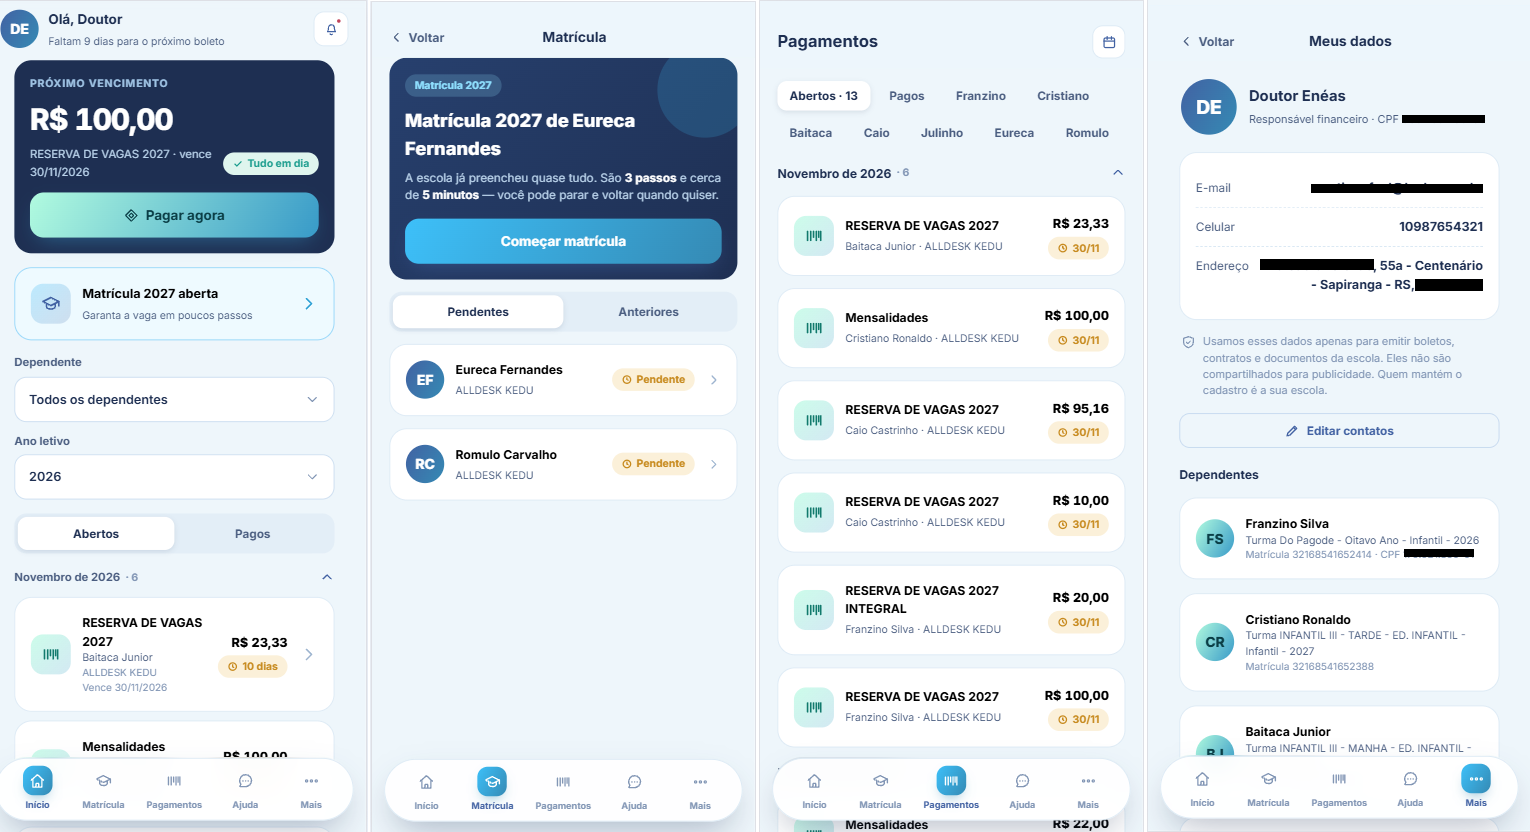 DE
Olá, Doutor
Faltam 9 dias para o próximo boleto
PRÓXIMO VENCIMENTO
R$ 100,00
RESERVA DE VAGAS 2027 · vence
30/11/2026
Tudo em dia
Pagar agora
Matrícula 2027 aberta
Garanta a vaga em poucos passos
Dependente
Todos os dependentes
Ano letivo
2026
Abertos
Pagos
Novembro de 2026 · 6
RESERVA DE VAGAS
2027
Baitaca Junior
ALLDESK KEDU
Vence 30/11/2026
R$ 23,33
10 dias
Mensalidades
R$ 100,00
Início
Matrícula
Pagamentos
Ajuda
Mais
Voltar
Matrícula
Matrícula 2027
Matrícula 2027 de Eureca
Fernandes
A escola já preencheu quase tudo. São 3 passos e cerca
de 5 minutos — você pode parar e voltar quando quiser.
Começar matrícula
Pendentes
Anteriores
EF
Eureca Fernandes
ALLDESK KEDU
Pendente
RC
Romulo Carvalho
ALLDESK KEDU
Pendente
Início
Matrícula
Pagamentos
Ajuda
Mais
Pagamentos
Abertos · 13
Pagos
Franzino
Cristiano
Baitaca
Caio
Julinho
Eureca
Romulo
Novembro de 2026 · 6
RESERVA DE VAGAS 2027
Baitaca Junior · ALLDESK KEDU
R$ 23,33
30/11
Mensalidades
Cristiano Ronaldo · ALLDESK KEDU
R$ 100,00
30/11
RESERVA DE VAGAS 2027
Caio Castrinho · ALLDESK KEDU
R$ 95,16
30/11
RESERVA DE VAGAS 2027
Caio Castrinho · ALLDESK KEDU
R$ 10,00
30/11
RESERVA DE VAGAS 2027
INTEGRAL
Franzino Silva · ALLDESK KEDU
R$ 20,00
30/11
RESERVA DE VAGAS 2027
Franzino Silva · ALLDESK KEDU
R$ 100,00
30/11
Início
Matrícula
Pagamentos
Ajuda
Mais
Mensalidades
R$ 22,00
Voltar
Meus dados
DE
Doutor Enéas
Responsável financeiro · CPF
E-mail
Celular
10987654321
Endereço
, 55a - Centenário
- Sapiranga - RS,
Usamos esses dados apenas para emitir boletos,
contratos e documentos da escola. Eles não são
compartilhados para publicidade. Quem mantém o
cadastro é a sua escola.
Editar contatos
Dependentes
FS
Franzino Silva
Turma Do Pagode - Oitavo Ano - Infantil - 2026
Matrícula 32168541652414 · CPF
CR
Cristiano Ronaldo
Turma INFANTIL III - TARDE - ED. INFANTIL -
Infantil - 2027
Matrícula 32168541652388
BJ
Baitaca Junior
Turma INFANTIL III - MANHA - ED. INFANTIL -
Início
Matrícula
Pagamentos
Ajuda
Mais